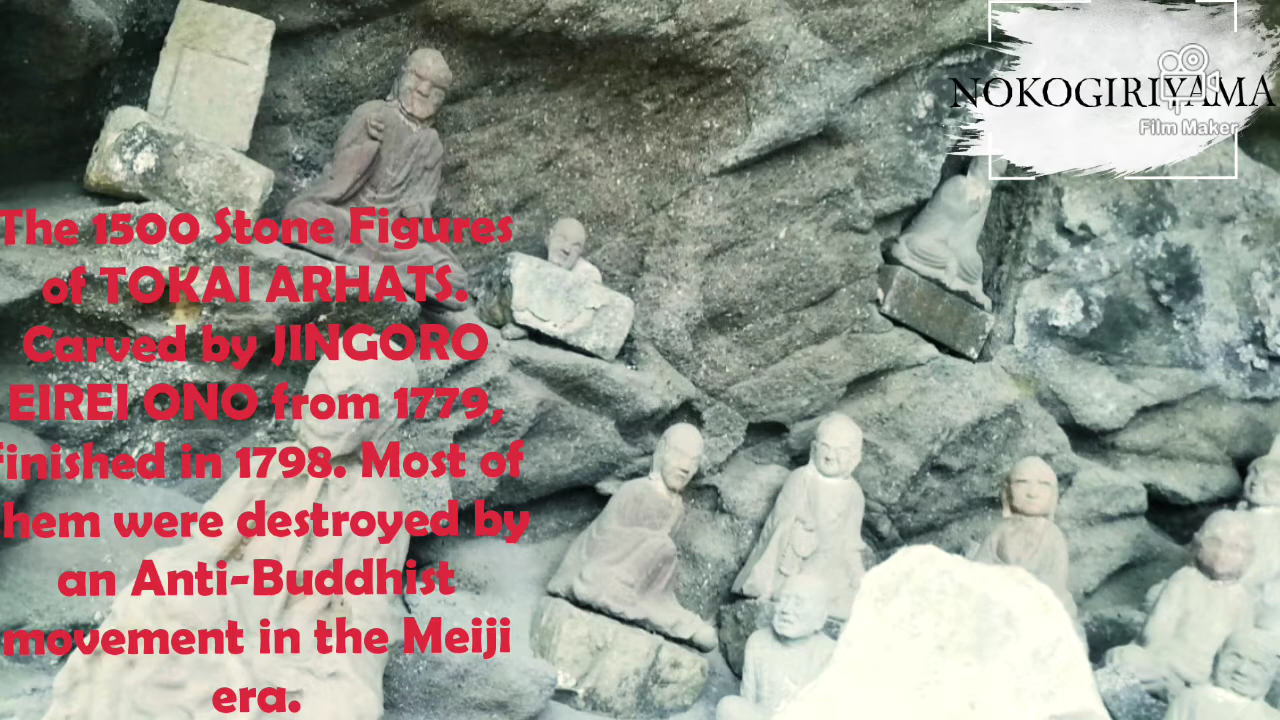 NOKOGIRIYAMA
Film Maker
The 1500 Stone Figures
of TOKAI ARHATS.
Carved by JINGORO
EIREI ONO from 1779,
finished in 1798. Most of
hem were destroyed by
an Anti-Buddhist
movement in the Meiji
era.